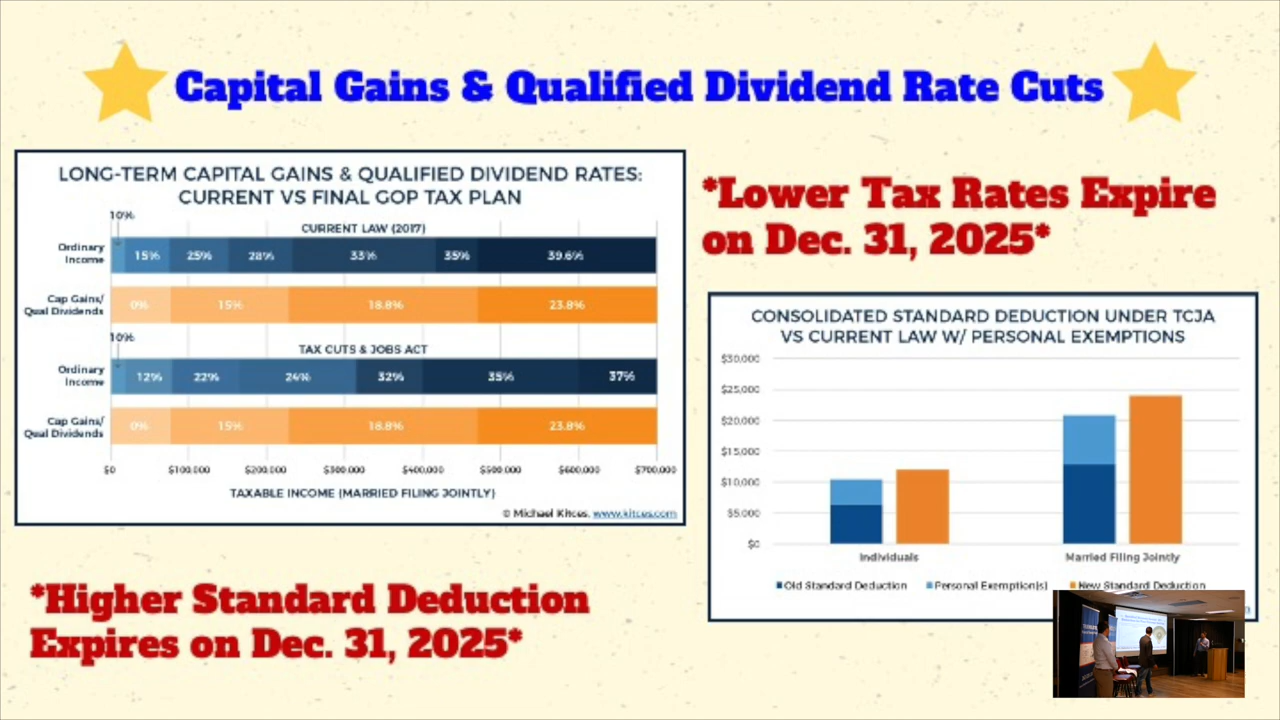 Capital Gains & Qualified Dividend Rate Cuts
LONG-TERM CAPITAL GAINS & QUALIFIED DIVIDEND RATES:
CURRENT VS FINAL GOP TAX PLAN
10%
CURRENT LAW (2017)
Ordinary
Income
15% 25% 28% 33% 35% 39.6%
Cap Gains/
Qual Dividends
0% 15% 18.8% 23.8%
10%
TAX CUTS & JOBS ACT
Ordinary
Income
12% 22% 24% 32% 35% 37%
Cap Gains/
Qual Dividends
0% 15% 18.8% 23.8%
$0 $100,000 $200,000 $300,000 $400,000 $500,000 $600,000 $700,000
TAXABLE INCOME (MARRIED FILING JOINTLY)
© Michael Kitces, www.kitces.com
*Lower Tax Rates Expire
on Dec. 31, 2025*
CONSOLIDATED STANDARD DEDUCTION UNDER TCJA
VS CURRENT LAW W/ PERSONAL EXEMPTIONS
$30,000
$25,000
$20,000
$15,000
$10,000
$5,000
$0
Individuals Married Filing Jointly
Old Standard Deduction Personal Exemption(s) New Standard Deduction
*Higher Standard Deduction
Expires on Dec. 31, 2025*